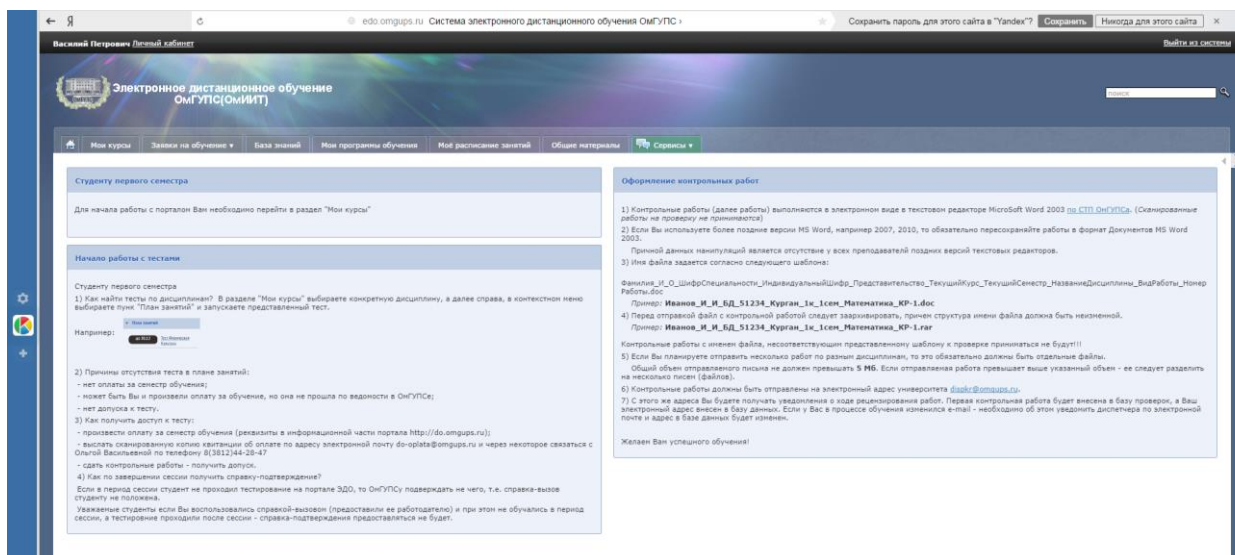 Я
edo.omgups.ru Система электронного дистанционного обучения ОмГУПС ›
Сохранить пароль для этого сайта в "Yandex"? Сохранить Никогда для этого сайта ×
Василий Петрович Личный кабинет
Выйти из системы
Электронное дистанционное обучение
ОмГУПС(ОмИИТ)
поиск
Мои курсы Заявки на обучение ▾ База знаний Мои программы обучения Моё расписание занятий Общие материалы Сервисы ▾
Студенту первого семестра
Для начала работы с порталом Вам необходимо перейти в раздел "Мои курсы"
Начало работы с тестами
Студенту первого семестра
1) Как найти тесты по дисциплинам? В разделе "Мои курсы" выбираете конкретную дисциплину, а далее справа, в контекстном меню
выбираете пунк "План занятий" и запускаете представленный тест.
Например:
2) Причины отсутствия теста в плане занятий:
- нет оплаты за семестр обучения;
- может быть Вы и произвели оплату за обучение, но она не прошла по ведомости в ОмГУПСе;
- нет допуска к тесту.
3) Как получить доступ к тесту:
- произвести оплату за семестр обучения (реквизиты в информационной части портала http://do.omgups.ru);
- выслать сканированную копию квитанции об оплате по адресу электронной почту do-oplata@omgups.ru и через некоторое связаться с
Ольгой Васильевной по телефону 8(3812)44-28-47
- сдать контрольные работы - получить допуск.
4) Как по завершении сессии получить справку-подтверждение?
Если в период сессии студент не проходил тестирование на портале ЭДО, то ОмГУПСу подверждать не чего, т.е. справка-вызов
студенту не положена.
Уважаемые студенты если Вы воспользовались справкой-вызовом (предоставили ее работодателю) и при этом не обучались в период
сессии, а тестировние проходили после сессии - справка-подтверждения предоставляться не будет.
Оформление контрольных работ
1) Контрольные работы (далее работы) выполняются в электронном виде в текстовом редакторе MicroSoft Word 2003 по СТП ОмГУПСа. (Сканированные
работы на проверку не принимаются)
2) Если Вы используете более поздние версии MS Word, например 2007, 2010, то обязательно пересохраняйте работы в формат Документов MS Word
2003.
Причиной данных манипуляций является отсутствие у всех преподавателй поздних версий текстовых редакторов.
3) Имя файла задается согласно следующего шаблона:
Фамилия_И_О_ШифрСпециальности_ИндивидуальныйШифр_Представительство_ТекущийКурс_ТекущийСеместр_НазваниеДисциплины_ВидРаботы_Номер
Работы.doc
Пример: Иванов_И_И_БД_51234_Курган_1к_1сем_Математика_КР-1.doc
4) Перед отправкой файл с контрольной работой следует заархивировать, причем структура имени файла должна быть неизменной.
Пример: Иванов_И_И_БД_51234_Курган_1к_1сем_Математика_КР-1.rar
Контрольные работы с именем файла, несоответствующим представленному шаблону к проверке приниматься не будут!!!
5) Если Вы планируете отправить несколько работ по разным дисциплинам, то это обязательно должны быть отдельные файлы.
Общий объем отправляемого письма не должен превышать 5 Мб. Если отправляемая работа превышает выше указанный объем - ее следует разделить
на несколько писем (файлов).
6) Контрольные работы должны быть отправлены на электронный адрес университета dispkr@omgups.ru.
7) С этого же адреса Вы будете получать уведомления о ходе рецензирования работ. Первая контрольная работа будет внесена в базу проверок, а Ваш
электронный адрес внесен в базу данных. Если у Вас в процессе обучения изменился e-mail - необходимо об этом уведомить диспетчера по электронной
почте и адрес в базе данных будет изменен.
Желаем Вам успешного обучения!